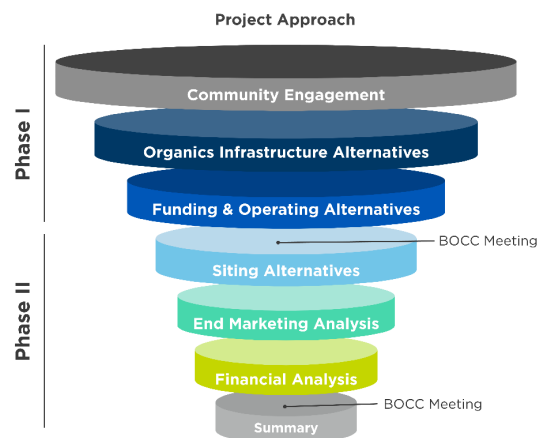 Project Approach
Phase I
Community Engagement
Organics Infrastructure Alternatives
Funding & Operating Alternatives
BOCC Meeting
Phase II
Siting Alternatives
End Marketing Analysis
Financial Analysis
BOCC Meeting
Summary